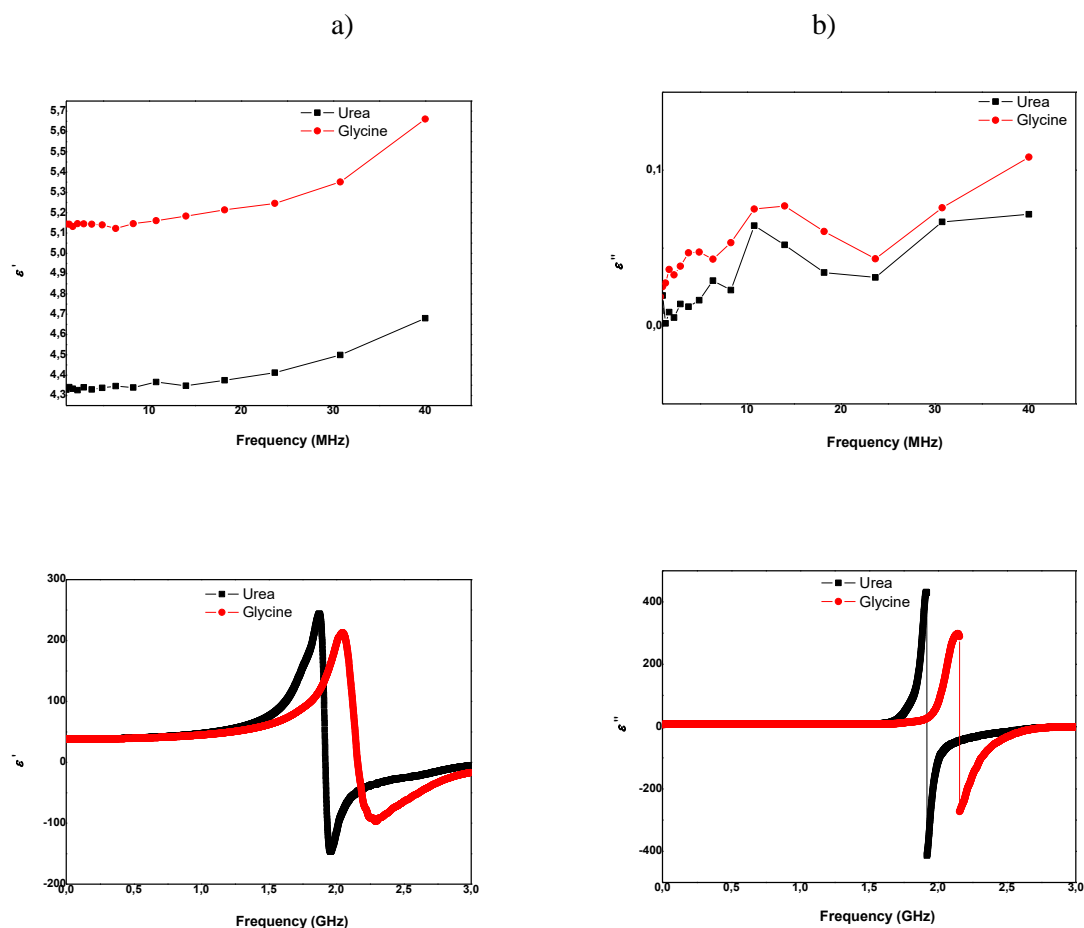 a)
b)
Urea
Glycine
5,7
5,6
5,5
5,4
5,3
5,2
5,1
5,0
4,9
4,8
4,7
4,6
4,5
4,4
4,3
ε'
10
20
30
40
Frequency (MHz)
Urea
Glycine
0,1
0,0
ε''
10
20
30
40
Frequency (MHz)
Urea
Glycine
300
200
100
0
-100
-200
ε'
0,0
0,5
1,0
1,5
2,0
2,5
3,0
Frequency (GHz)
Urea
Glycine
400
200
0
-200
-400
ε''
0,0
0,5
1,0
1,5
2,0
2,5
3,0
Frequency (GHz)